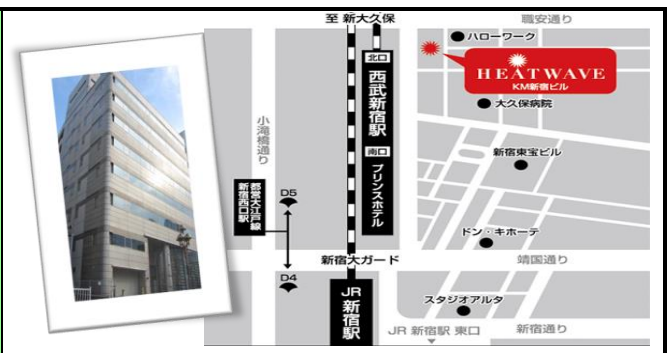 至 新大久保
職安通り
ハローワーク
HEATWAVE
KM新宿ビル
北口
西武新宿駅
大久保病院
小滝橋通り
南口
プリンスホテル
新宿東宝ビル
都営大江戸線
新宿西口駅
D5
ドン・キホーテ
新宿大ガード
靖国通り
D4
JR
新宿駅
スタジオアルタ
JR 新宿駅 東口
新宿通り